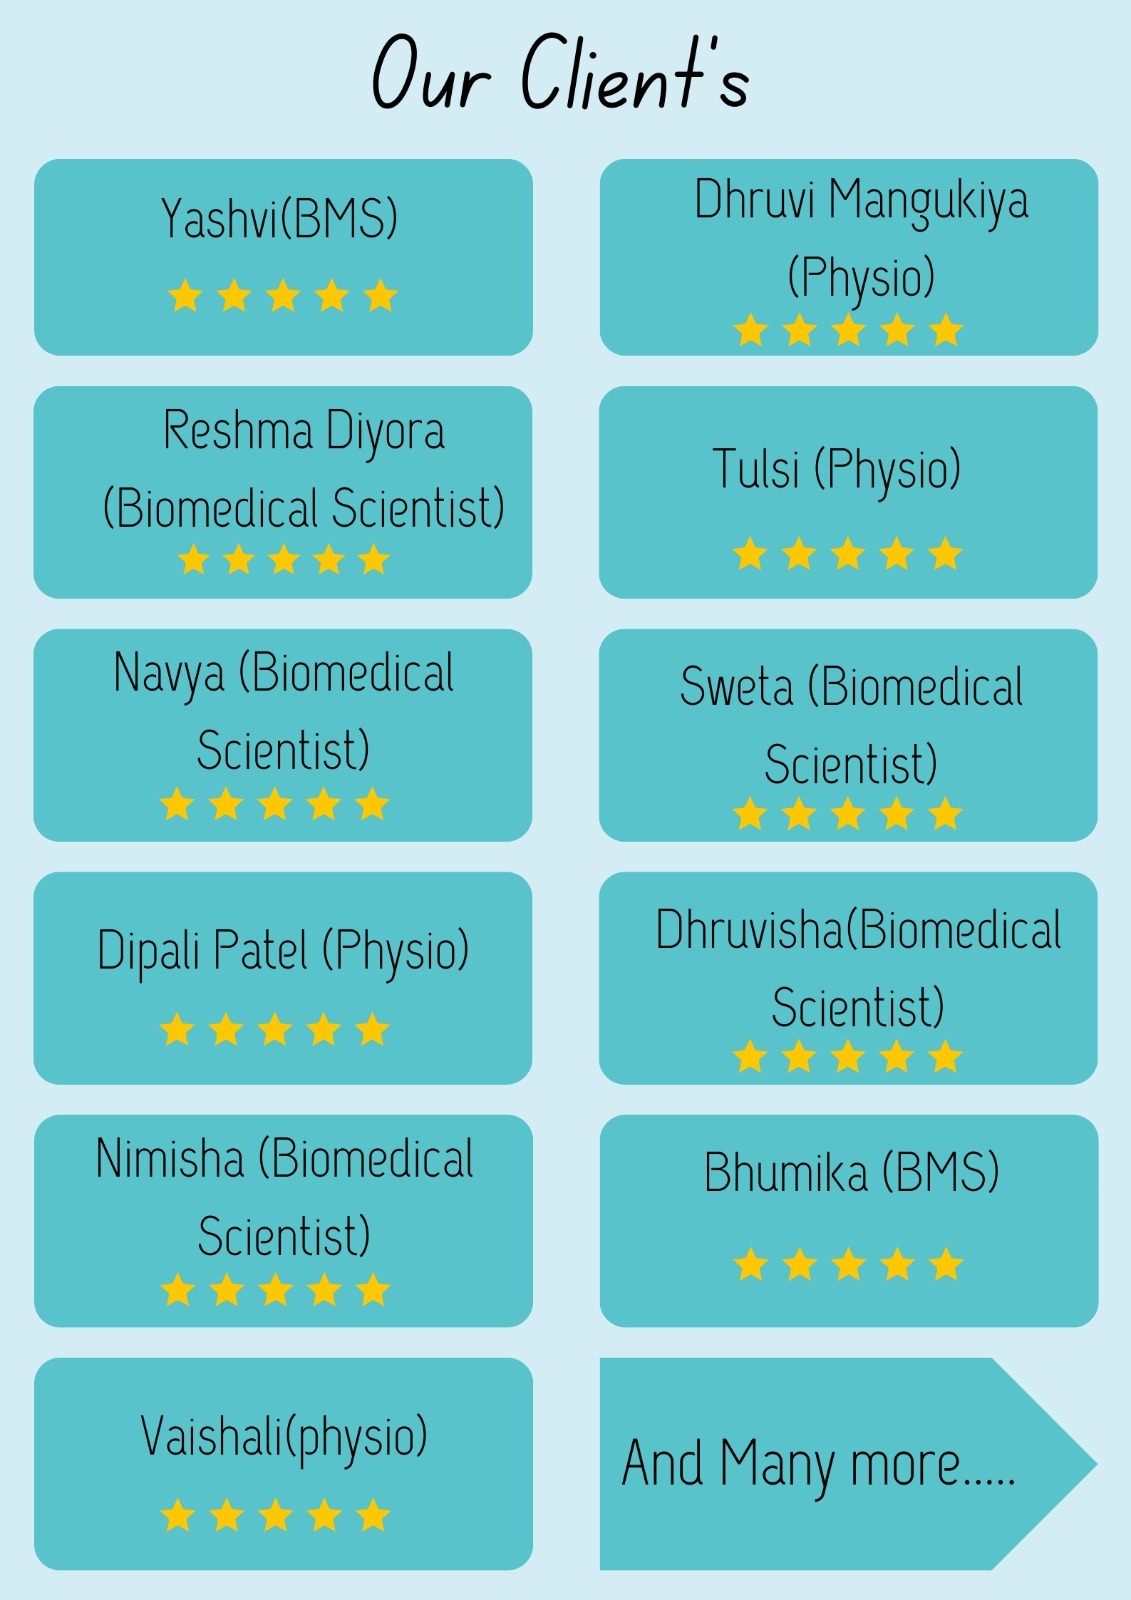 Our Client's
Yashvi(BMS)
Dhruvi Mangukiya
(Physio)
Reshma Diyora
(Biomedical Scientist)
Tulsi (Physio)
Navya (Biomedical
Scientist)
Sweta (Biomedical
Scientist)
Dipali Patel (Physio)
Dhruvisha(Biomedical
Scientist)
Nimisha (Biomedical
Scientist)
Bhumika (BMS)
Vaishali(physio)
And Many more.....